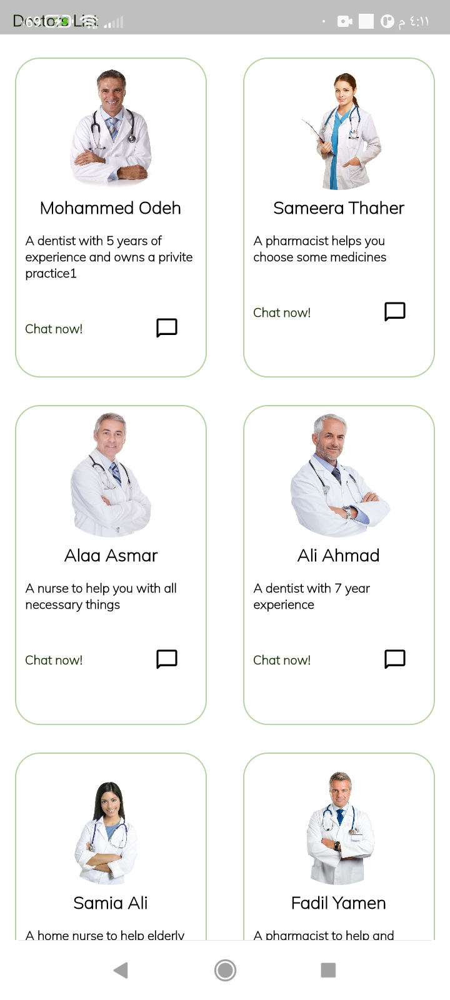 Doctors List
٤:١١ م
Mohammed Odeh
A dentist with 5 years of
experience and owns a privite
practice1
Chat now!
Sameera Thaher
A pharmacist helps you
choose some medicines
Chat now!
Alaa Asmar
A nurse to help you with all
necessary things
Chat now!
Ali Ahmad
A dentist with 7 year
experience
Chat now!
Samia Ali
A home nurse to help elderly
Fadil Yamen
A pharmacist to help and